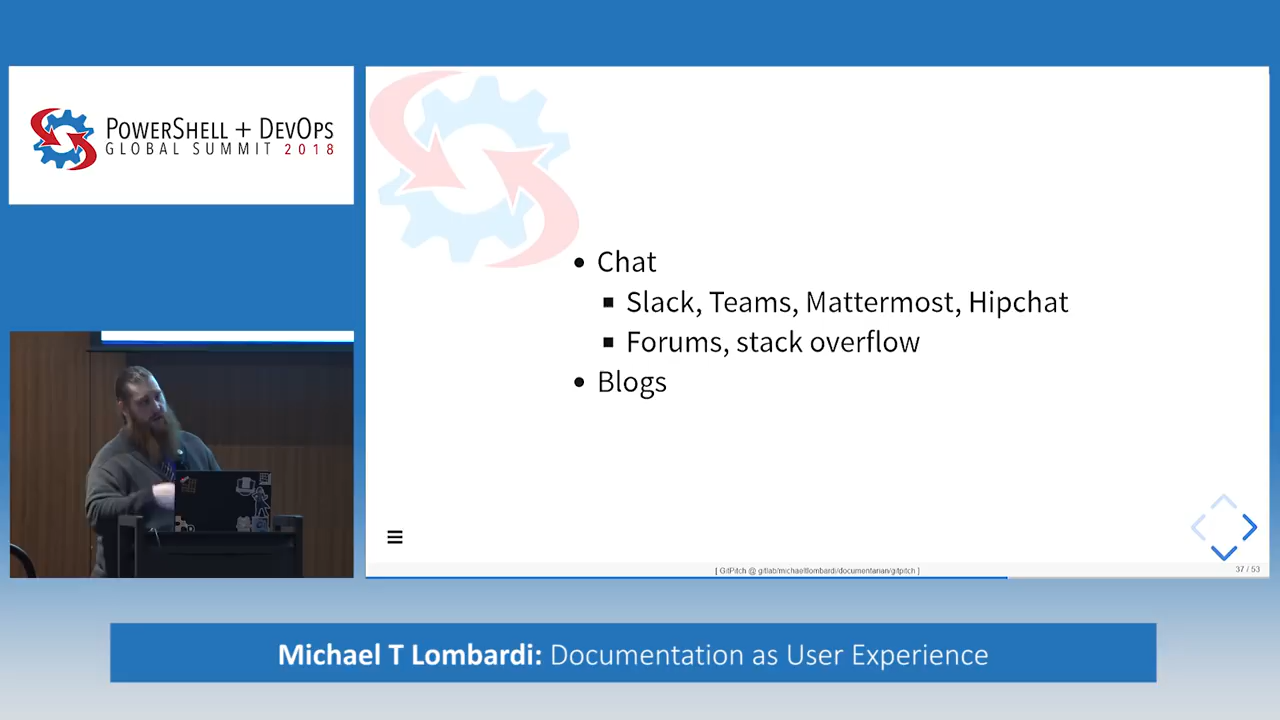 POWERSHELL + DEVOPS
GLOBAL SUMMIT 2018
Chat
Slack, Teams, Mattermost, Hipchat
Forums, stack overflow
Blogs
[ GitPitch @ gitlab/michaeltlombardi/documentarian/gitpitch ]
37 / 53
Michael T Lombardi: Documentation as User Experience